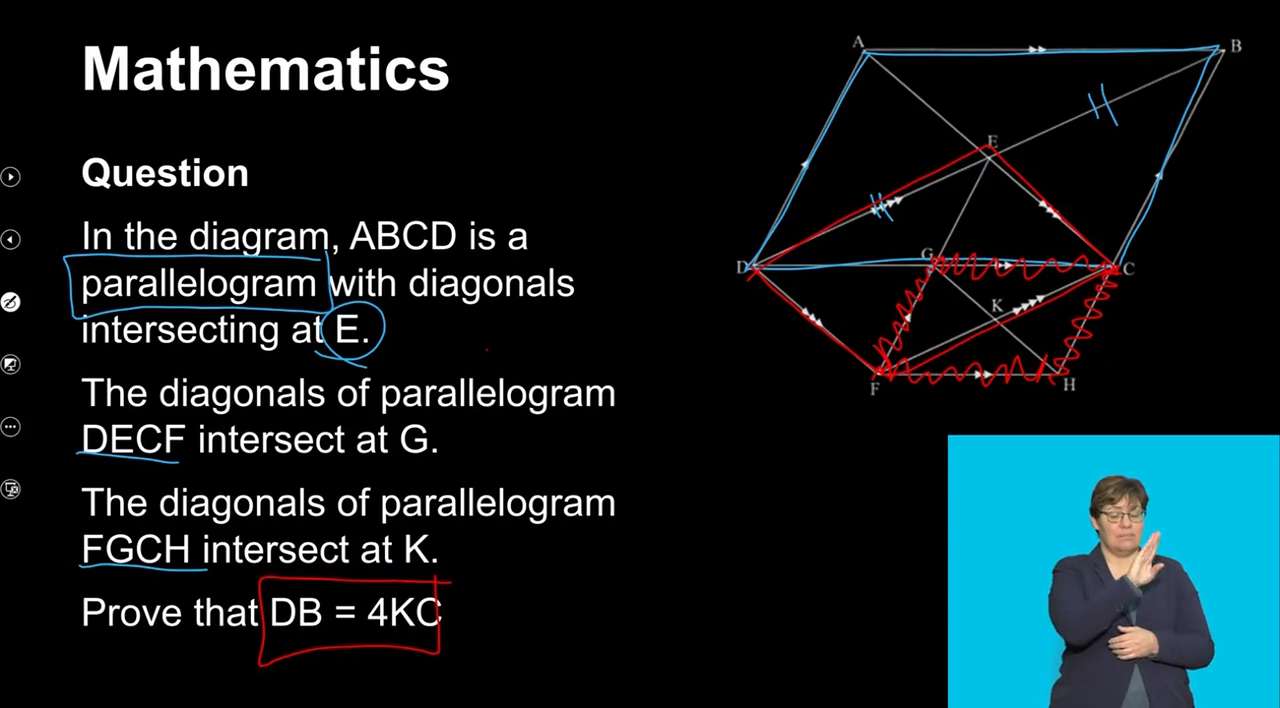 Mathematics
Question
In the diagram, ABCD is a
parallelogram with diagonals
intersecting at E.
The diagonals of parallelogram
DECF intersect at G.
The diagonals of parallelogram
FGCH intersect at K.
Prove that DB = 4KC
A
B
E
D
G
C
K
F
H